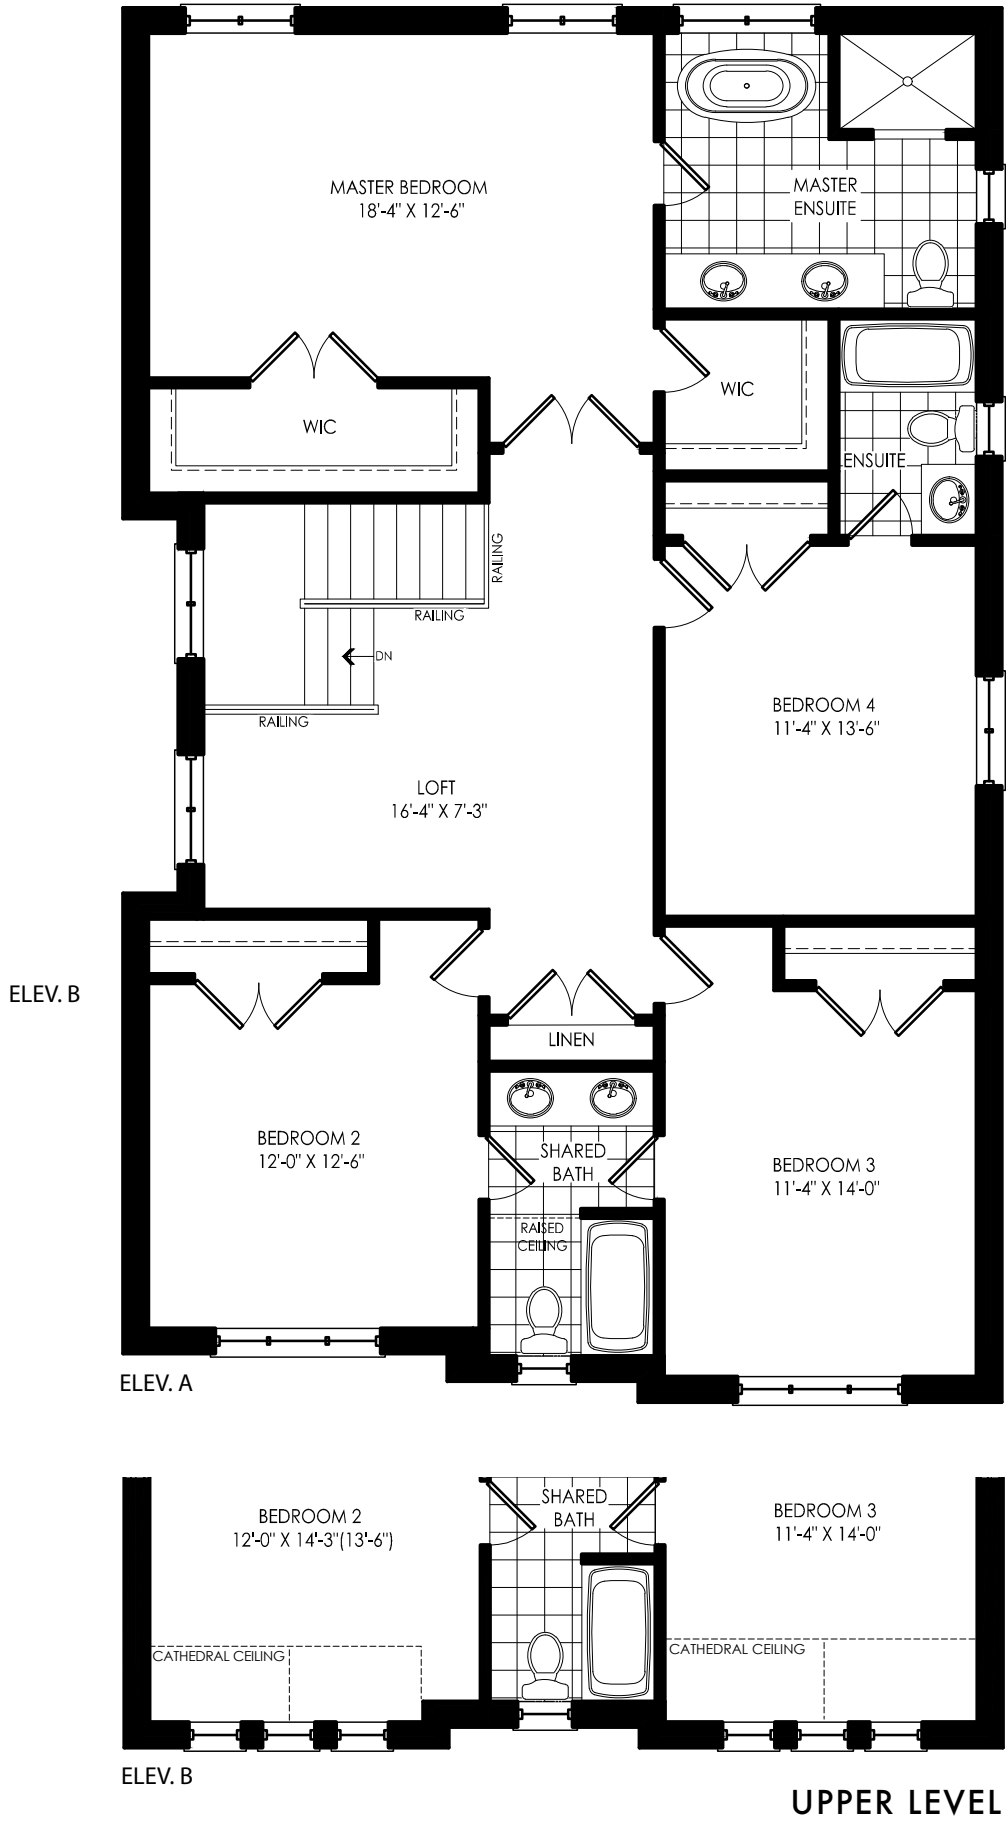 MASTER BEDROOM
18'-4" X 12'-6"
MASTER
ENSUITE
WIC
WIC
ENSUITE
RAILING
RAILING
DN
RAILING
BEDROOM 4
11'-4" X 13'-6"
LOFT
16'-4" X 7'-3"
ELEV. B
LINEN
BEDROOM 2
12'-0" X 12'-6"
SHARED
BATH
BEDROOM 3
11'-4" X 14'-0"
RAISED
CEILING
ELEV. A
BEDROOM 2
12'-0" X 14'-3"(13'-6")
SHARED
BATH
BEDROOM 3
11'-4" X 14'-0"
CATHEDRAL CEILING
CATHEDRAL CEILING
ELEV. B
UPPER LEVEL